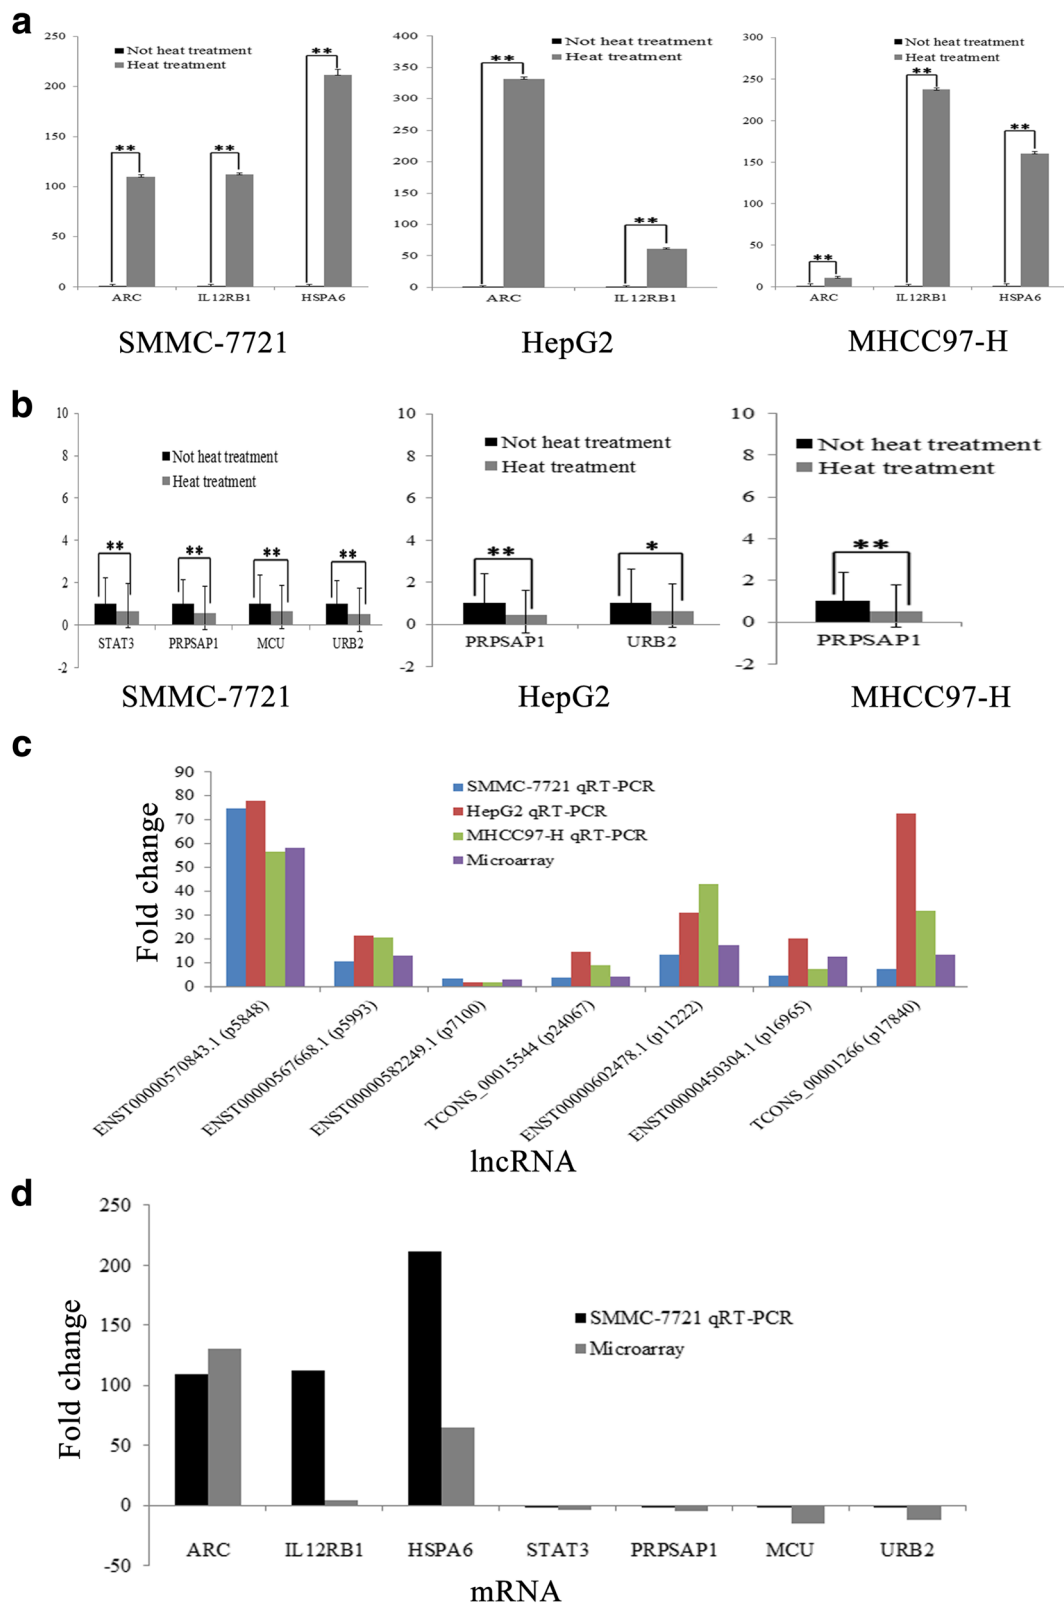 a
250
200
150
100
50
0
Not heat treatment
Heat treatment
**
**
**
ARC
IL12RB1
HSPA6
SMMC-7721
400
350
300
250
200
150
100
50
0
Not heat treatment
Heat treatment
**
**
ARC
IL12RB1
HepG2
300
250
200
150
100
50
0
Not heat treatment
Heat treatment
**
**
**
ARC
IL12RB1
HSPA6
MHCC97-H
b
10
8
6
4
2
0
-2
Not heat treatment
Heat treatment
**
**
**
**
STAT3
PRPSAP1
MCU
URB2
SMMC-7721
10
8
6
4
2
0
-2
Not heat treatment
Heat treatment
**
*
PRPSAP1
URB2
HepG2
10
8
6
4
2
0
-2
Not heat treatment
Heat treatment
**
PRPSAP1
MHCC97-H
c
Fold change
90
80
70
60
50
40
30
20
10
0
SMMC-7721 qRT-PCR
HepG2 qRT-PCR
MHCC97-H qRT-PCR
Microarray
ENST00000570843.1 (p5848)
ENST00000567668.1 (p5993)
ENST00000582249.1 (p7100)
TCONS_00015544 (p24067)
ENST00000602478.1 (p11222)
ENST00000450304.1 (p16965)
TCONS_00001266 (p17840)
lncRNA
d
Fold change
250
200
150
100
50
0
-50
SMMC-7721 qRT-PCR
Microarray
ARC
IL12RB1
HSPA6
STAT3
PRPSAP1
MCU
URB2
mRNA